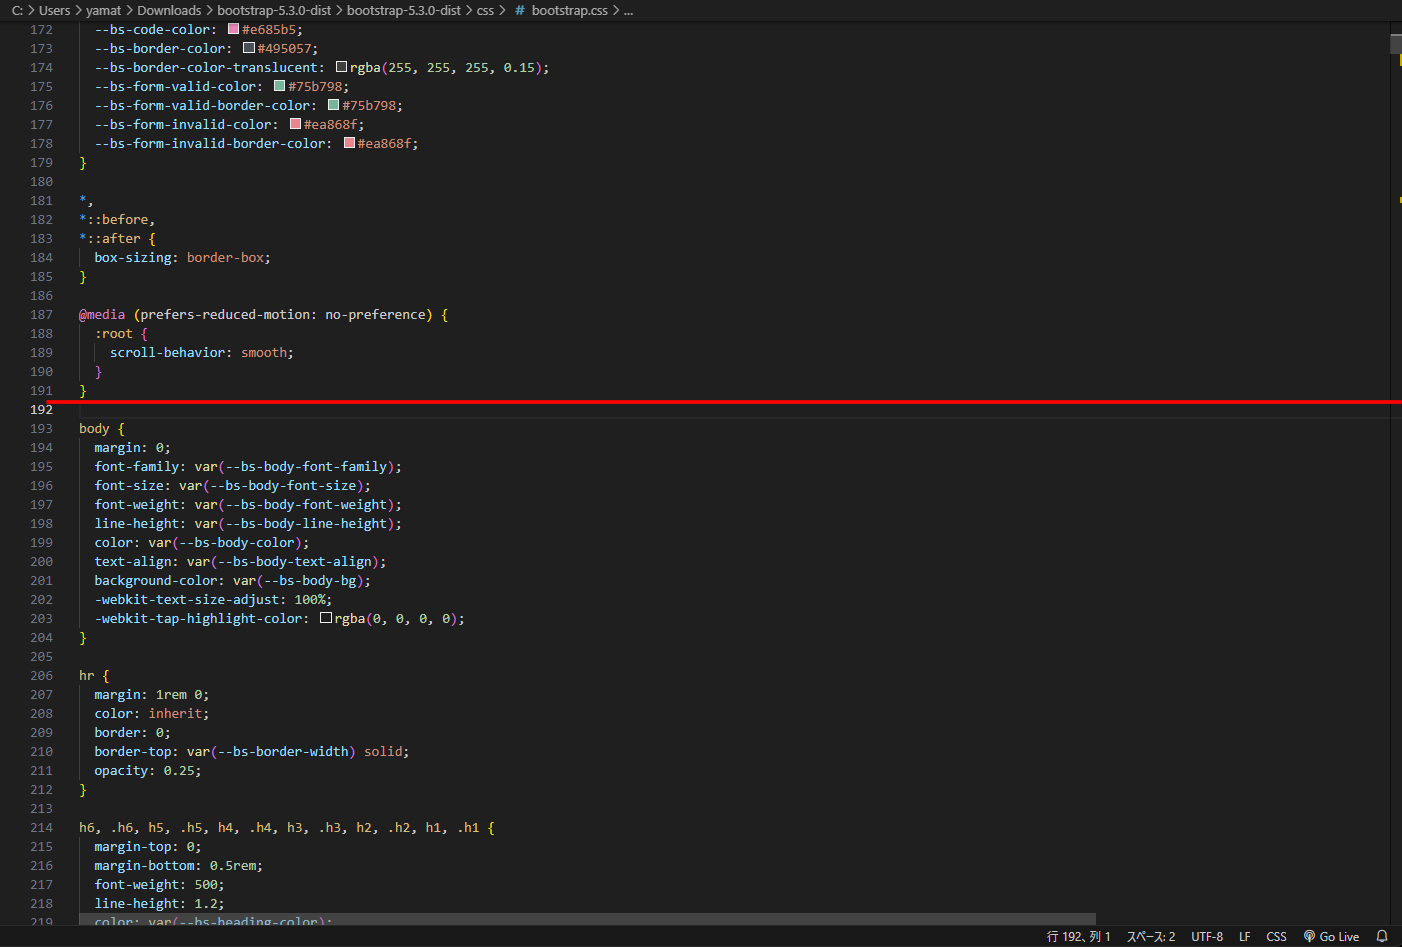 C: > Users > yamat > Downloads > bootstrap-5.3.0-dist > bootstrap-5.3.0-dist > css > # bootstrap.css > ...
172 --bs-code-color: #e685b5;
173 --bs-border-color: #495057;
174 --bs-border-color-translucent: rgba(255, 255, 255, 0.15);
175 --bs-form-valid-color: #75b798;
176 --bs-form-valid-border-color: #75b798;
177 --bs-form-invalid-color: #ea868f;
178 --bs-form-invalid-border-color: #ea868f;
179 }
180
181 *,
182 *::before,
183 *::after {
184 box-sizing: border-box;
185 }
186
187 @media (prefers-reduced-motion: no-preference) {
188 :root {
189 scroll-behavior: smooth;
190 }
191 }
192
193 body {
194 margin: 0;
195 font-family: var(--bs-body-font-family);
196 font-size: var(--bs-body-font-size);
197 font-weight: var(--bs-body-font-weight);
198 line-height: var(--bs-body-line-height);
199 color: var(--bs-body-color);
200 text-align: var(--bs-body-text-align);
201 background-color: var(--bs-body-bg);
202 -webkit-text-size-adjust: 100%;
203 -webkit-tap-highlight-color: rgba(0, 0, 0, 0);
204 }
205
206 hr {
207 margin: 1rem 0;
208 color: inherit;
209 border: 0;
210 border-top: var(--bs-border-width) solid;
211 opacity: 0.25;
212 }
213
214 h6, .h6, h5, .h5, h4, .h4, h3, .h3, h2, .h2, h1, .h1 {
215 margin-top: 0;
216 margin-bottom: 0.5rem;
217 font-weight: 500;
218 line-height: 1.2;
219 color: var(--bs-heading-color);
行 192、列 1 スペース: 2 UTF-8 LF CSS Go Live